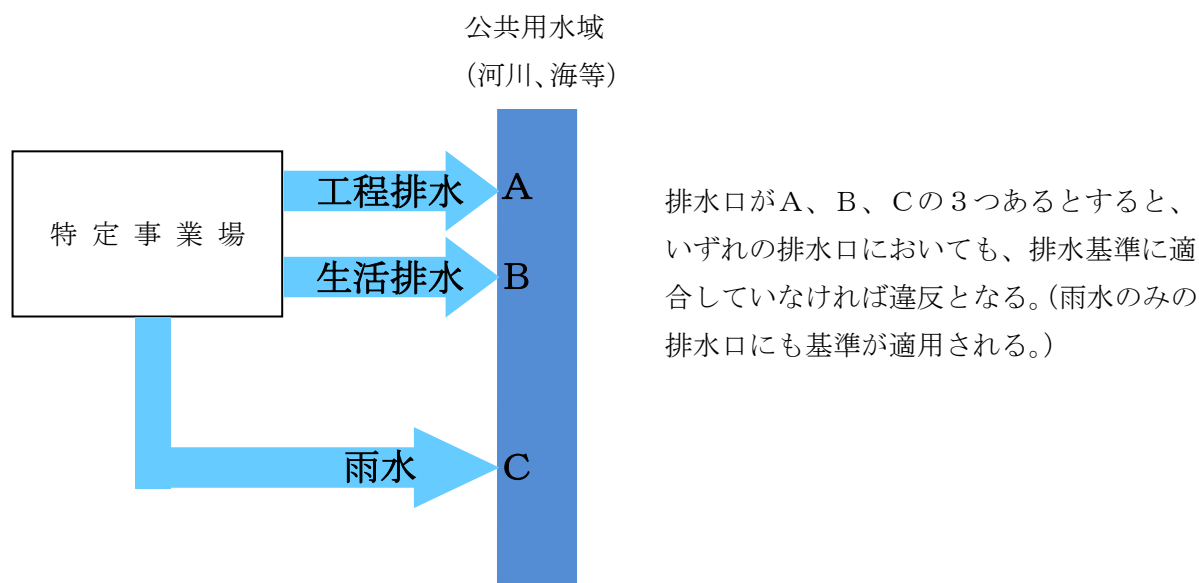 公共用水域
（河川、海等）
特定事業場
工程排水
A
生活排水
B
雨水
C
排水口がＡ、Ｂ、Ｃの３つあるとすると、
いずれの排水口においても、排水基準に適
合していなければ違反となる。（雨水のみの
排水口にも基準が適用される。）